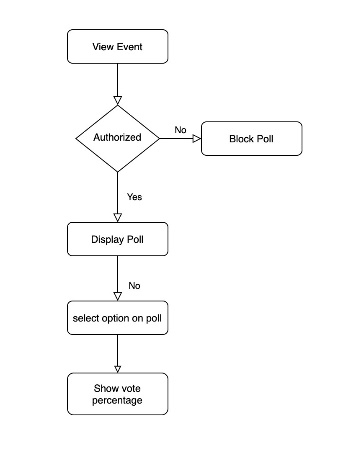 View Event
Authorized
No
Block Poll
Yes
Display Poll
No
select option on poll
Show vote
percentage